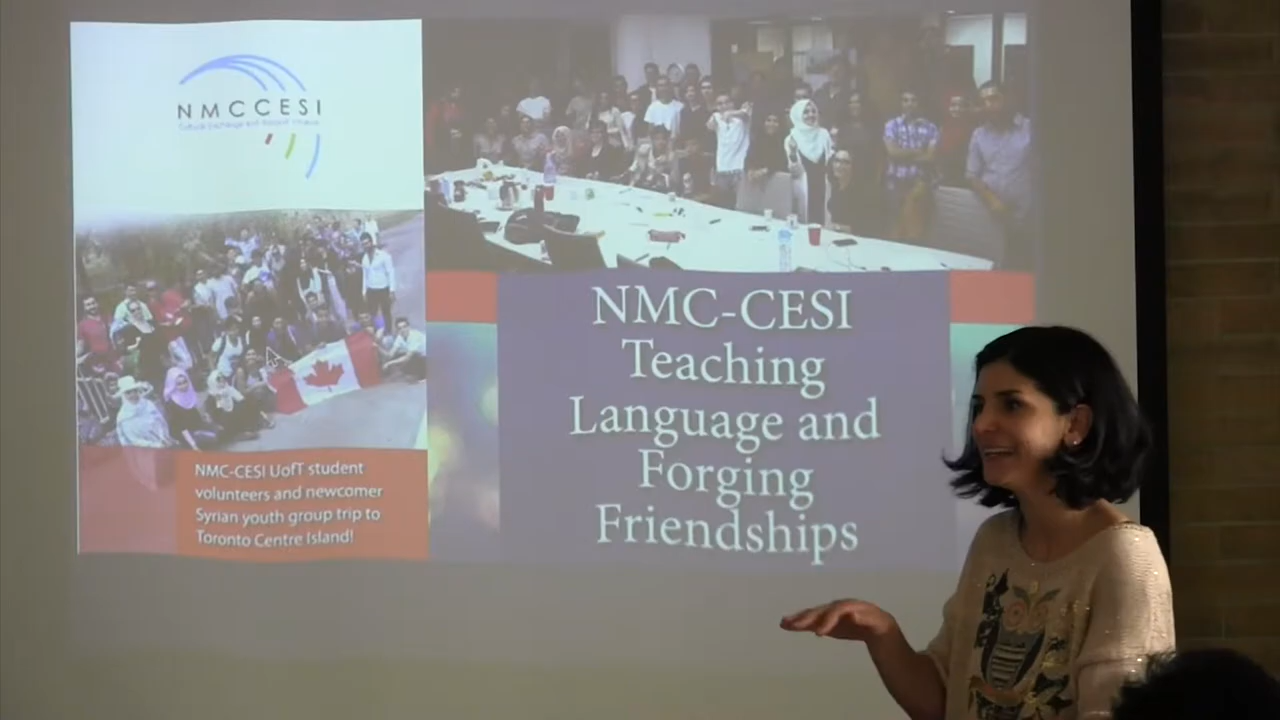 NMCCESI
NMC-CESI
Teaching
Language and
Forging
Friendships
NMC-CESI UofT student
volunteers and newcomer
Syrian youth group trip to
Toronto Centre Island!